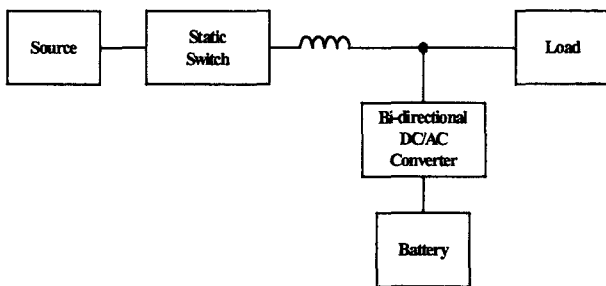 Source
Static
Switch
Load
Bi-directional
DC/AC
Converter
Battery